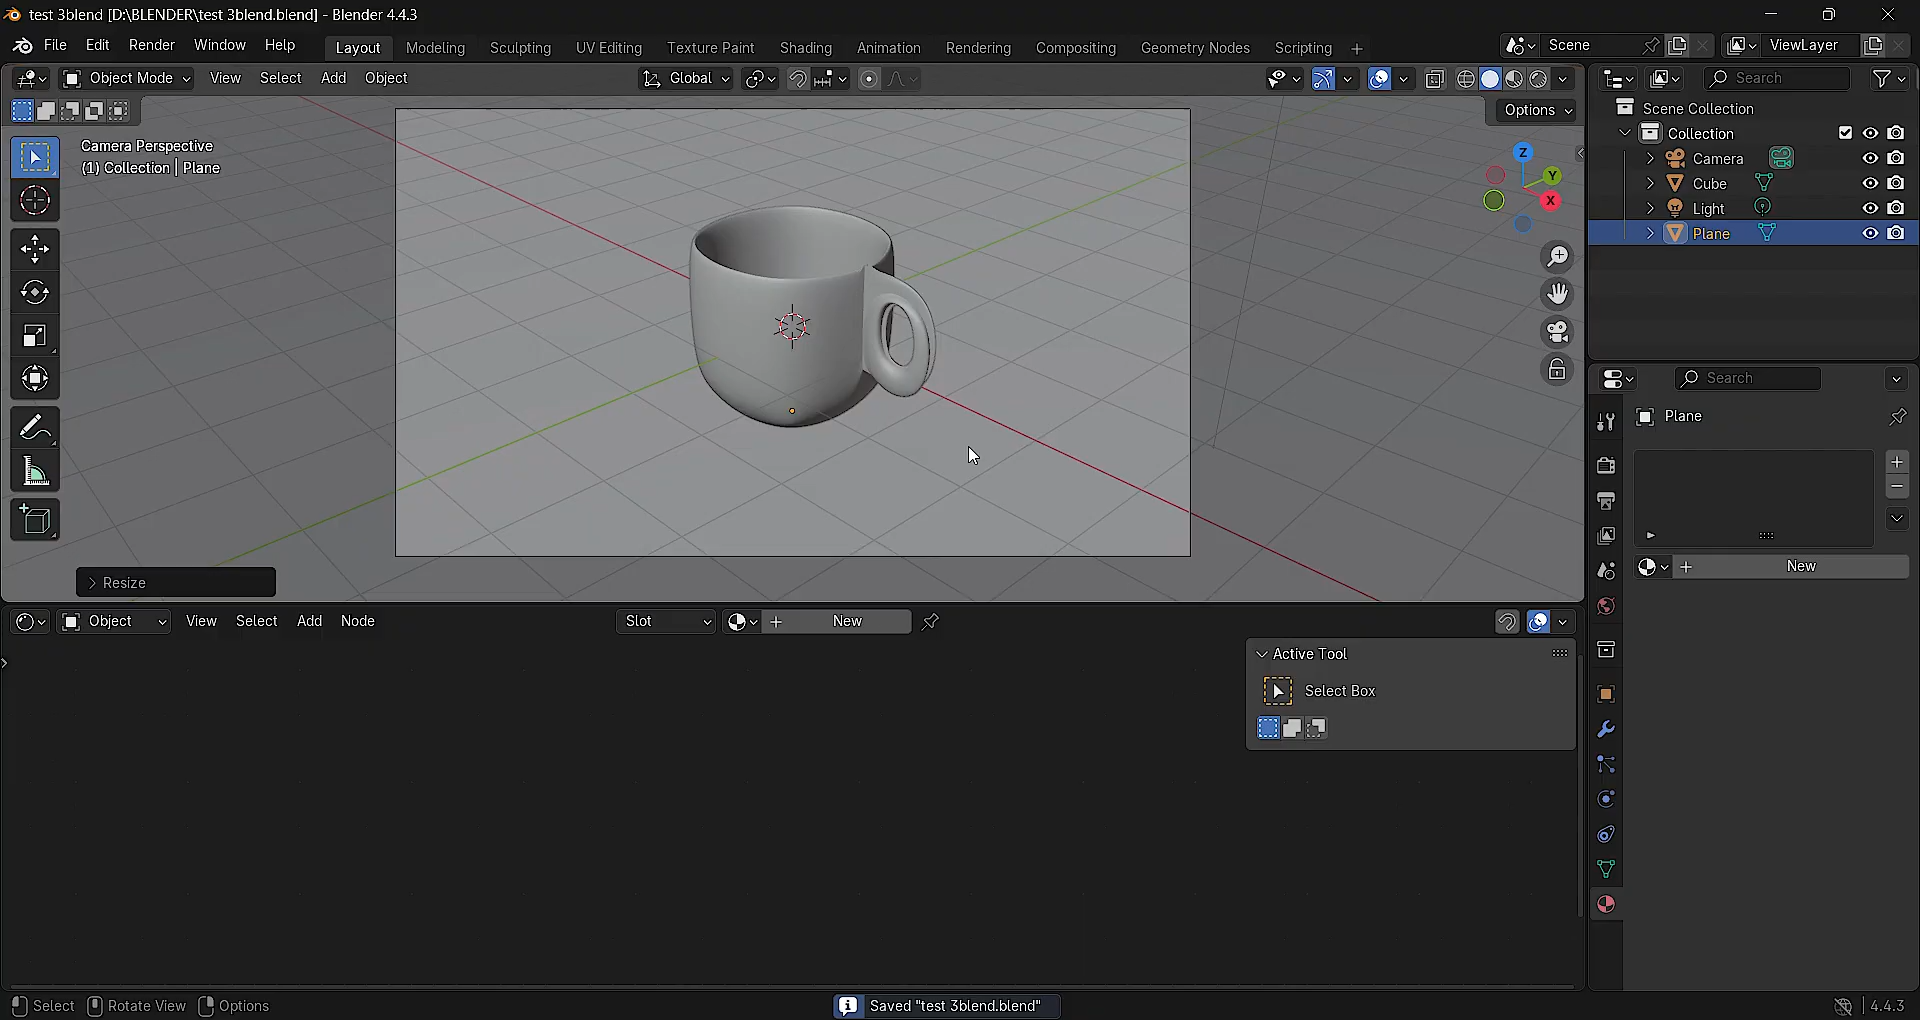 test 3blend [D:\BLENDER\test 3blend.blend] - Blender 4.4.3
File Edit Render Window Help Layout Modeling Sculpting UV Editing Texture Paint Shading Animation Rendering Compositing Geometry Nodes Scripting + Scene ViewLayer
Object Mode View Select Add Object Global Search
Options
Camera Perspective
(1) Collection | Plane
Z
Y
X
Scene Collection
Collection
Camera
Cube
Light
Plane
Search
Plane
New
Resize
Object View Select Add Node Slot New
Active Tool
Select Box
Select Rotate View Options Saved "test 3blend.blend" 4.4.3